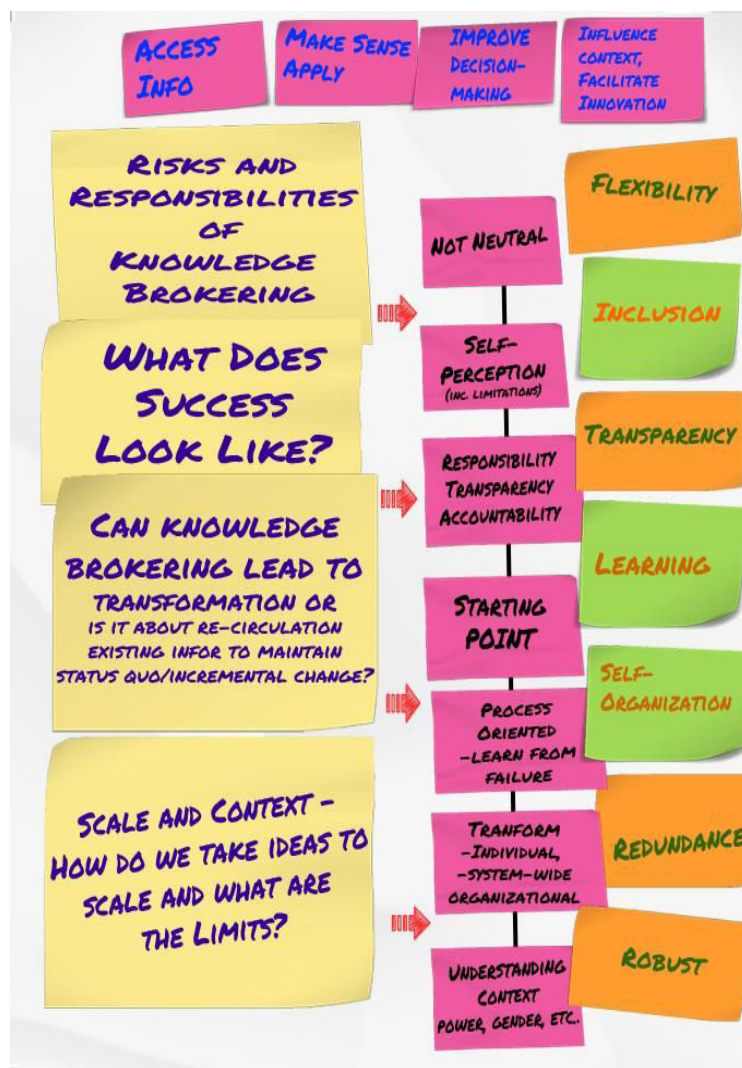 ACCESS
INFO
MAKE SENSE
APPLY
IMPROVE
DECISION-
MAKING
INFLUENCE
CONTEXT,
FACILITATE
INNOVATION
RISKS AND
RESPONSIBILITIES
OF
KNOWLEDGE
BROKERING
WHAT DOES
SUCCESS
LOOK LIKE?
CAN KNOWLEDGE
BROKERING LEAD TO
TRANSFORMATION OR
IS IT ABOUT RE-CIRCULATION
EXISTING INFOR TO MAINTAIN
STATUS QUO/INCREMENTAL CHANGE?
SCALE AND CONTEXT -
HOW DO WE TAKE IDEAS TO
SCALE AND WHAT ARE
THE LIMITS?
NOT NEUTRAL
SELF-
PERCEPTION
(INC. LIMITATIONS)
RESPONSIBILITY
TRANSPARENCY
ACCOUNTABILITY
STARTING
POINT
PROCESS
ORIENTED
-LEARN FROM
FAILURE
TRANFORM
-INDIVIDUAL,
-SYSTEM-WIDE
ORGANIZATIONAL
UNDERSTANDING
CONTEXT
POWER, GENDER, ETC..
FLEXIBILITY
INCLUSION
TRANSPARENCY
LEARNING
SELF-
ORGANIZATION
REDUNDANCE
ROBUST